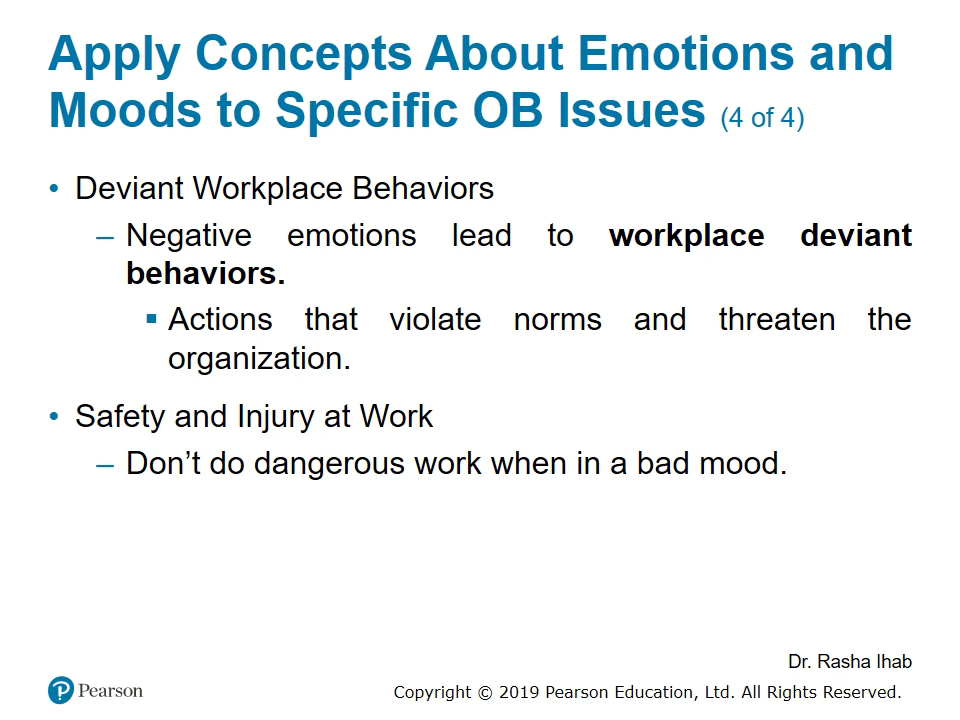 Apply Concepts About Emotions and
Moods to Specific OB Issues (4 of 4)
• Deviant Workplace Behaviors
– Negative emotions lead to workplace deviant
behaviors.
▪ Actions that violate norms and threaten the
organization.
• Safety and Injury at Work
– Don’t do dangerous work when in a bad mood.
Dr. Rasha Ihab
Pearson
Copyright © 2019 Pearson Education, Ltd. All Rights Reserved.